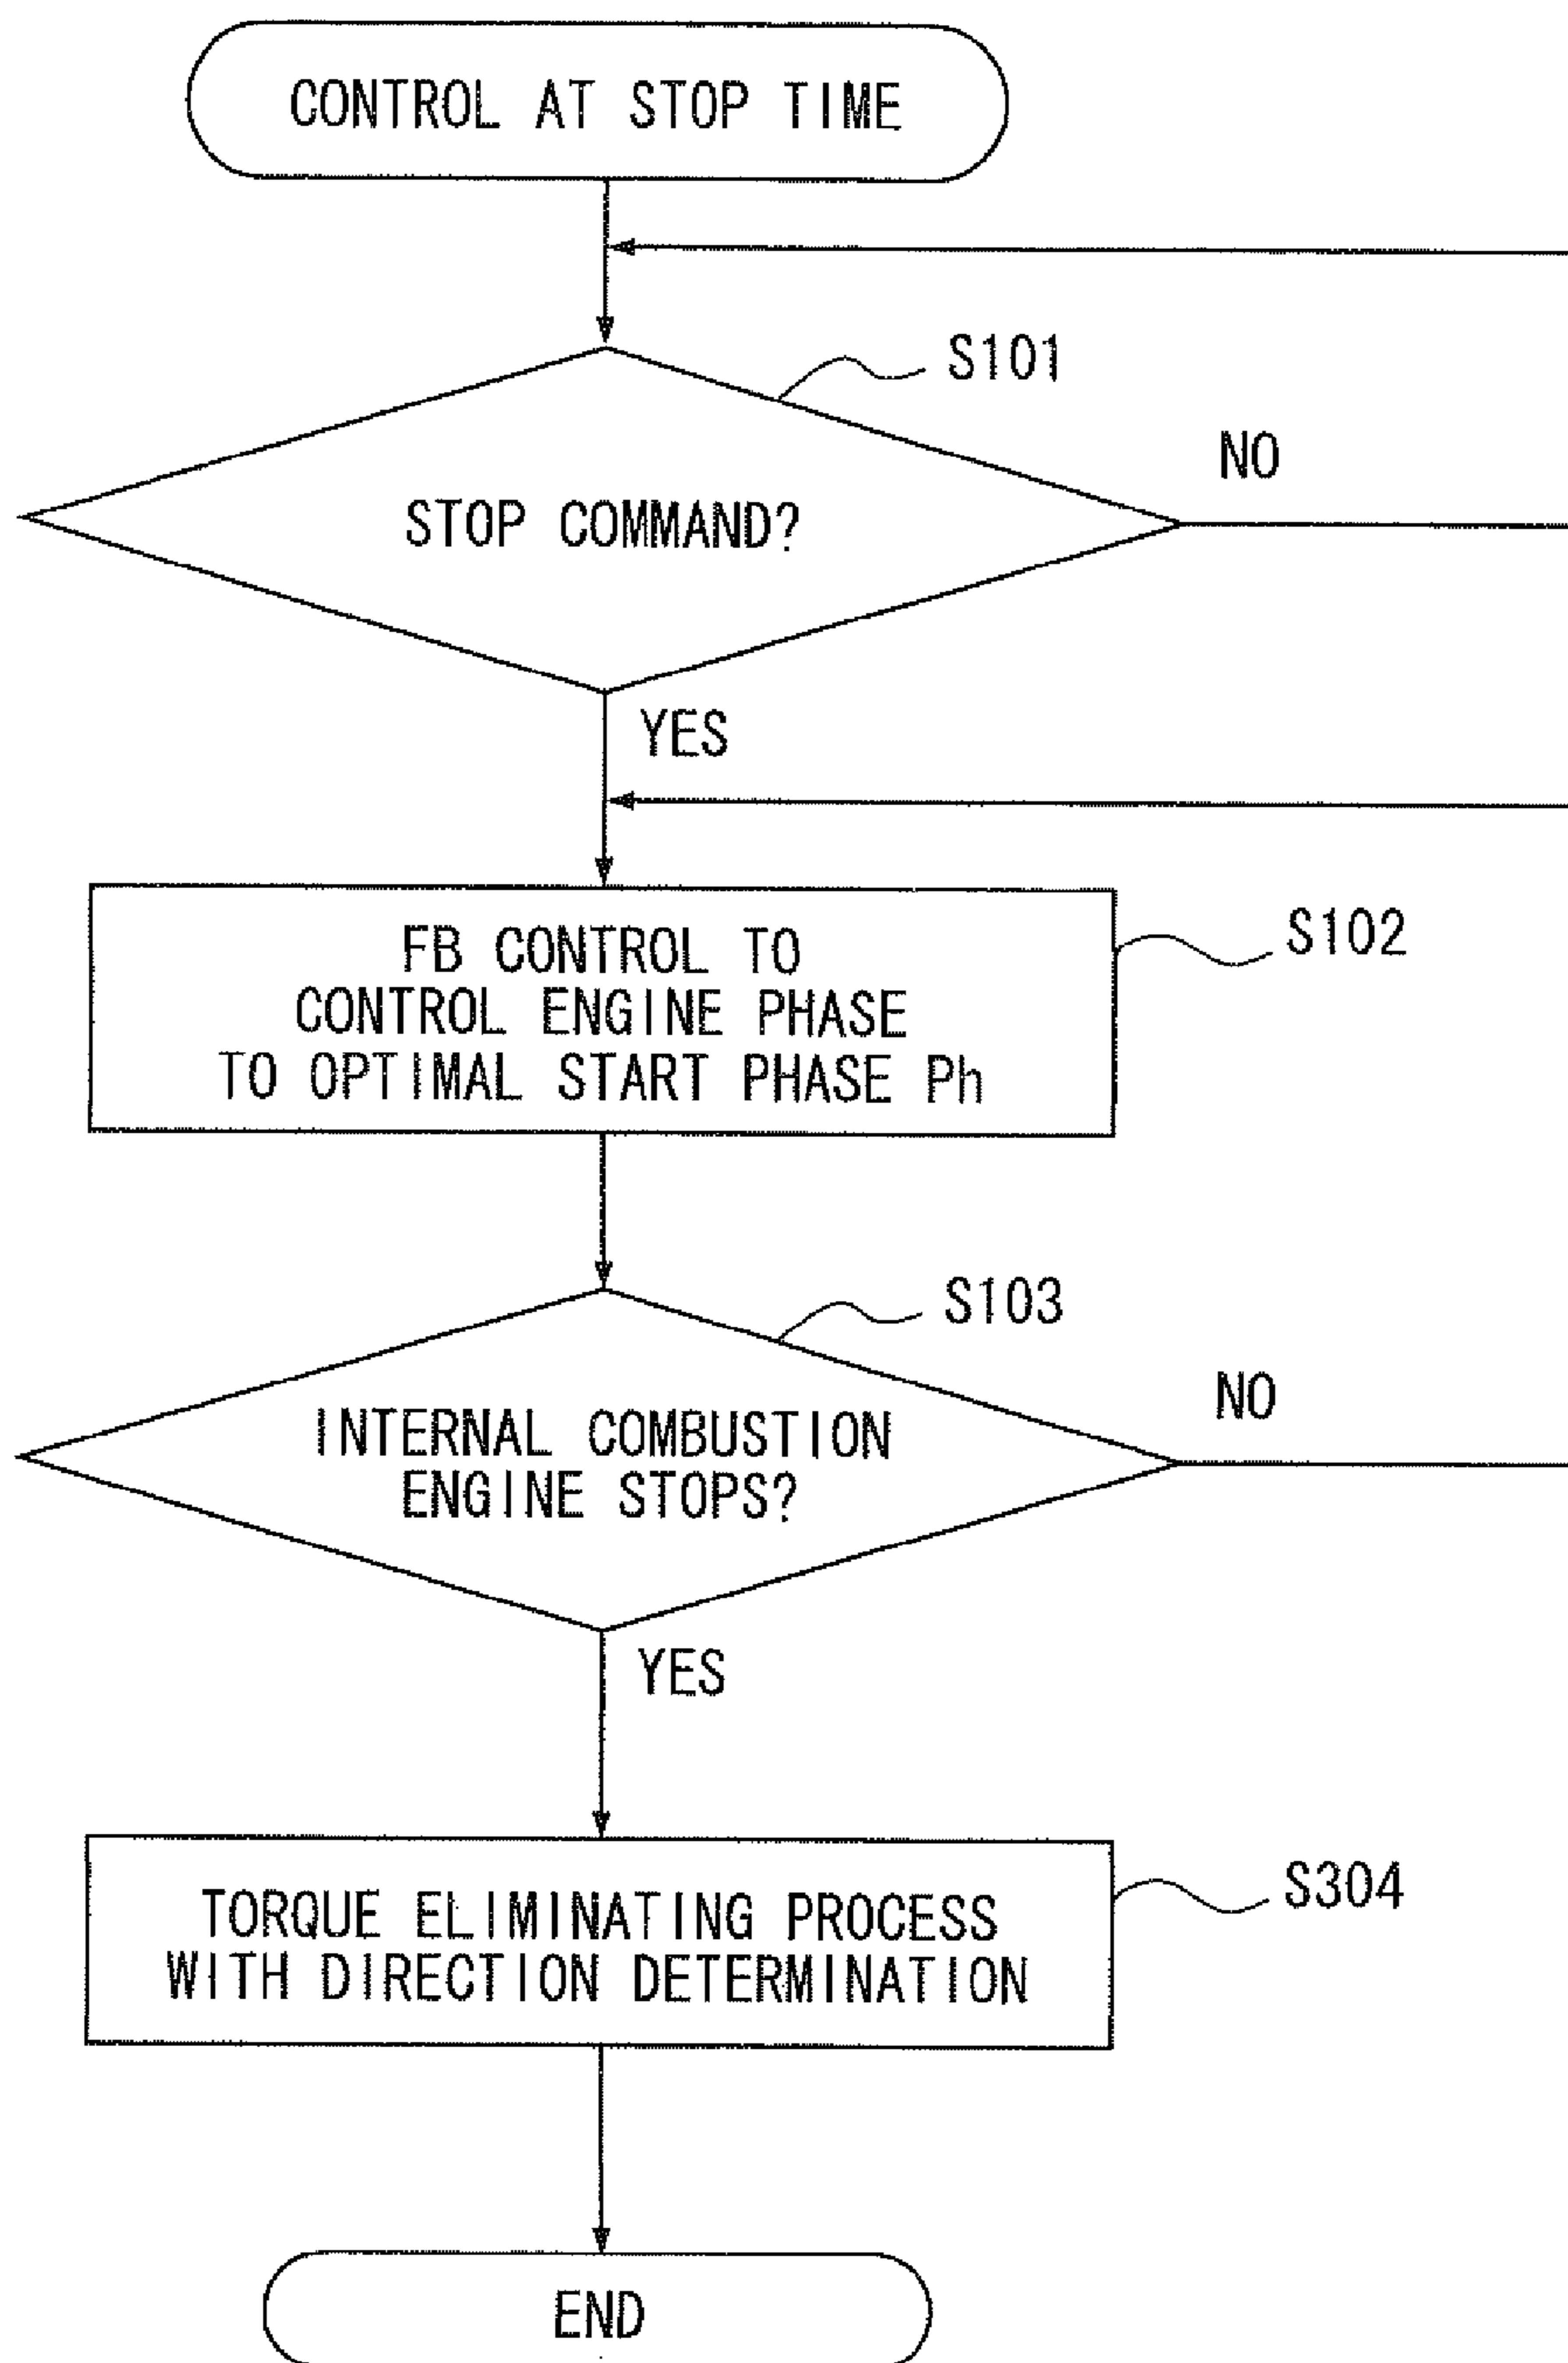 CONTROL AT STOP TIME
S101
NO
STOP COMMAND?
YES
S102
FB CONTROL TO
CONTROL ENGINE PHASE
TO OPTIMAL START PHASE Ph
S103
NO
INTERNAL COMBUSTION
ENGINE STOPS?
YES
S304
TORQUE ELIMINATING PROCESS
WITH DIRECTION DETERMINATION
END